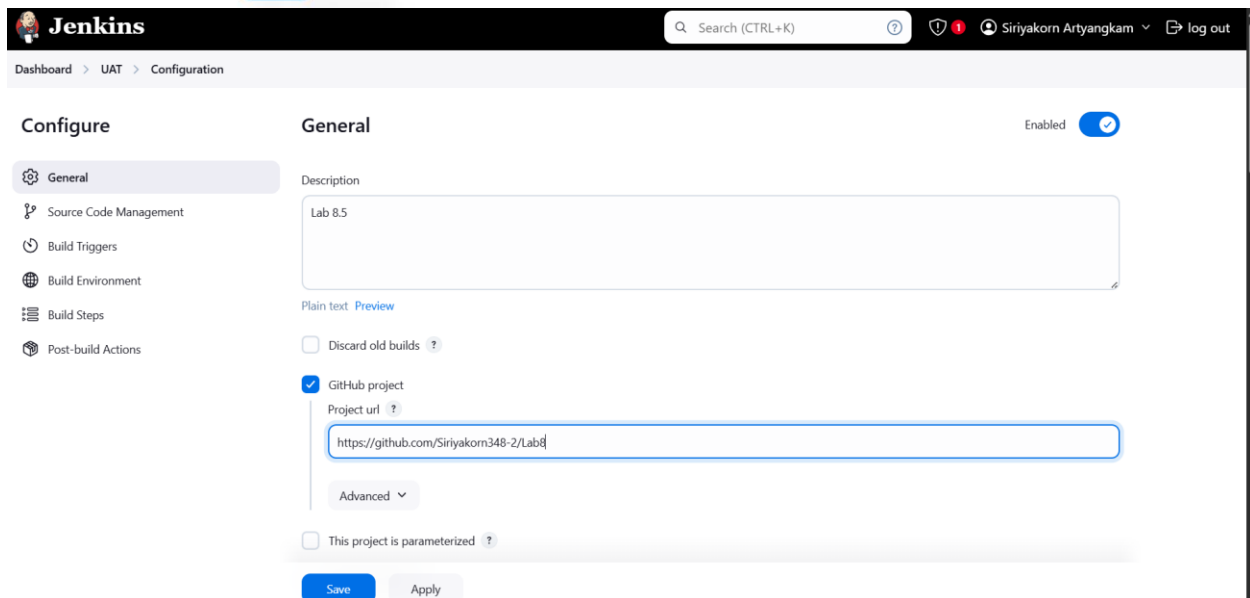 Jenkins
Search (CTRL+K)
?
1
Siriyakorn Artyangkam
log out
Dashboard > UAT > Configuration
Configure
General
Source Code Management
Build Triggers
Build Environment
Build Steps
Post-build Actions
General
Enabled
Description
Lab 8.5
Plain text Preview
Discard old builds ?
GitHub project
Project url ?
https://github.com/Siriyakorn348-2/Lab8
Advanced
This project is parameterized ?
Save Apply